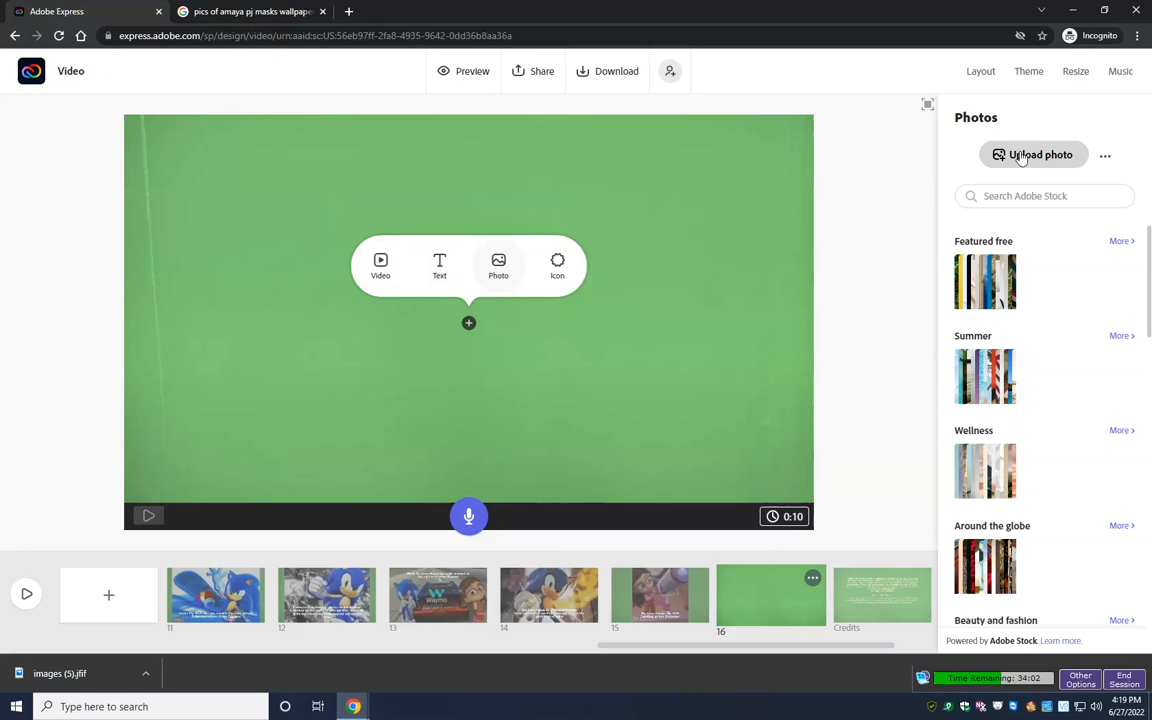 Adobe Express
pics of amaya pj masks wallpape
express.adobe.com/sp/design/video/urn:aaid:sc:US:56eb97ff-2fa8-4935-9642-0dd36b8aa36a
Incognito
Video
Preview
Share
Download
Layout
Theme
Resize
Music
Photos
Upload photo
Search Adobe Stock
Featured free
More
Video
Text
Photo
Icon
Summer
More
Wellness
More
Around the globe
More
0:10
11
12
13
14
15
16
Credits
Waymo
Beauty and fashion
More
Powered by Adobe Stock. Learn more.
images (5).jfif
Time Remaining: 34:02
Other Options
End Session
Type here to search
4:19 PM
6/27/2022